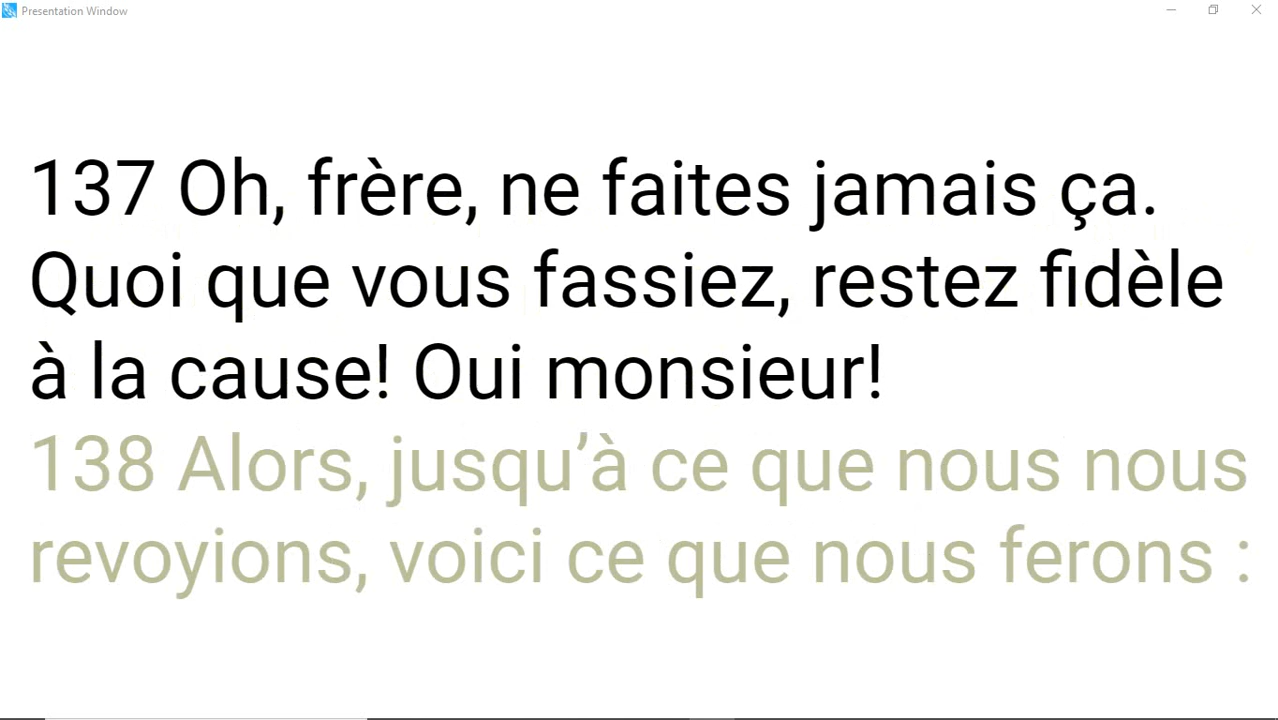 Presentation Window
137 Oh, frère, ne faites jamais ça.
Quoi que vous fassiez, restez fidèle
à la cause! Oui monsieur!
138 Alors, jusqu’à ce que nous nous
revoyions, voici ce que nous ferons :